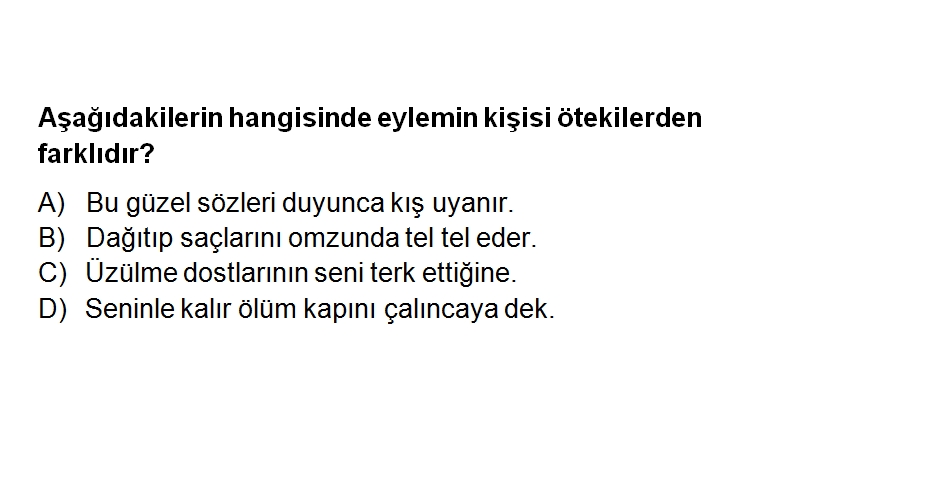 Aşağıdakilerin hangisinde eylemin kişisi ötekilerden
farklıdır?
A) Bu güzel sözleri duyunca kış uyanır.
B) Dağıtıp saçlarını omzunda tel tel eder.
C) Üzülme dostlarının seni terk ettiğine.
D) Seninle kalır ölüm kapını çalıncaya dek.